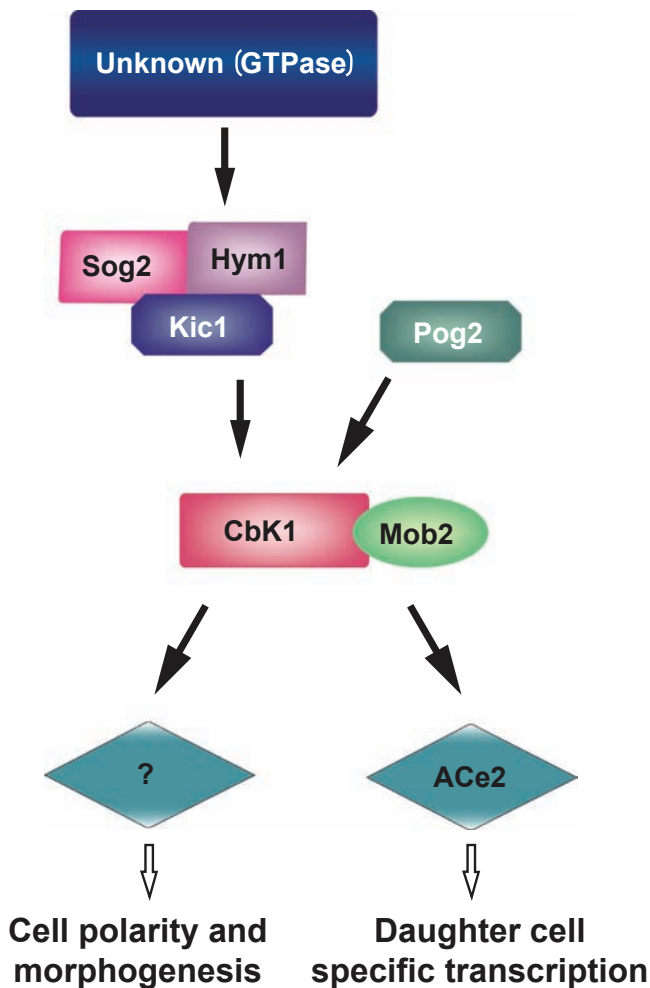 Unknown (GTPase)
Sog2
Hym1
Kic1
Pog2
CbK1
Mob2
?
ACe2
Cell polarity and
morphogenesis
Daughter cell
specific transcription